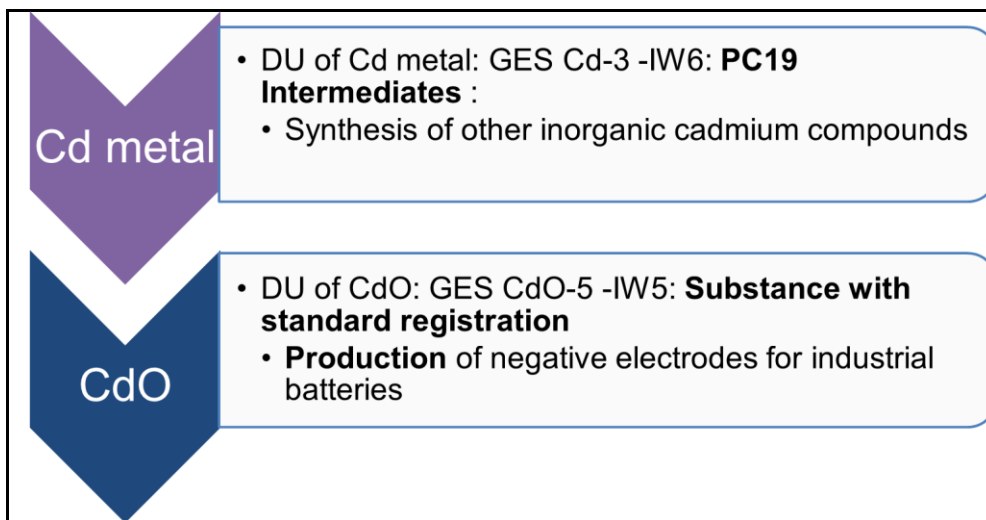 Cd metal
• DU of Cd metal: GES Cd-3 -IW6: PC19
Intermediates :
• Synthesis of other inorganic cadmium compounds
CdO
• DU of CdO: GES CdO-5 -IW5: Substance with
standard registration
• Production of negative electrodes for industrial
batteries